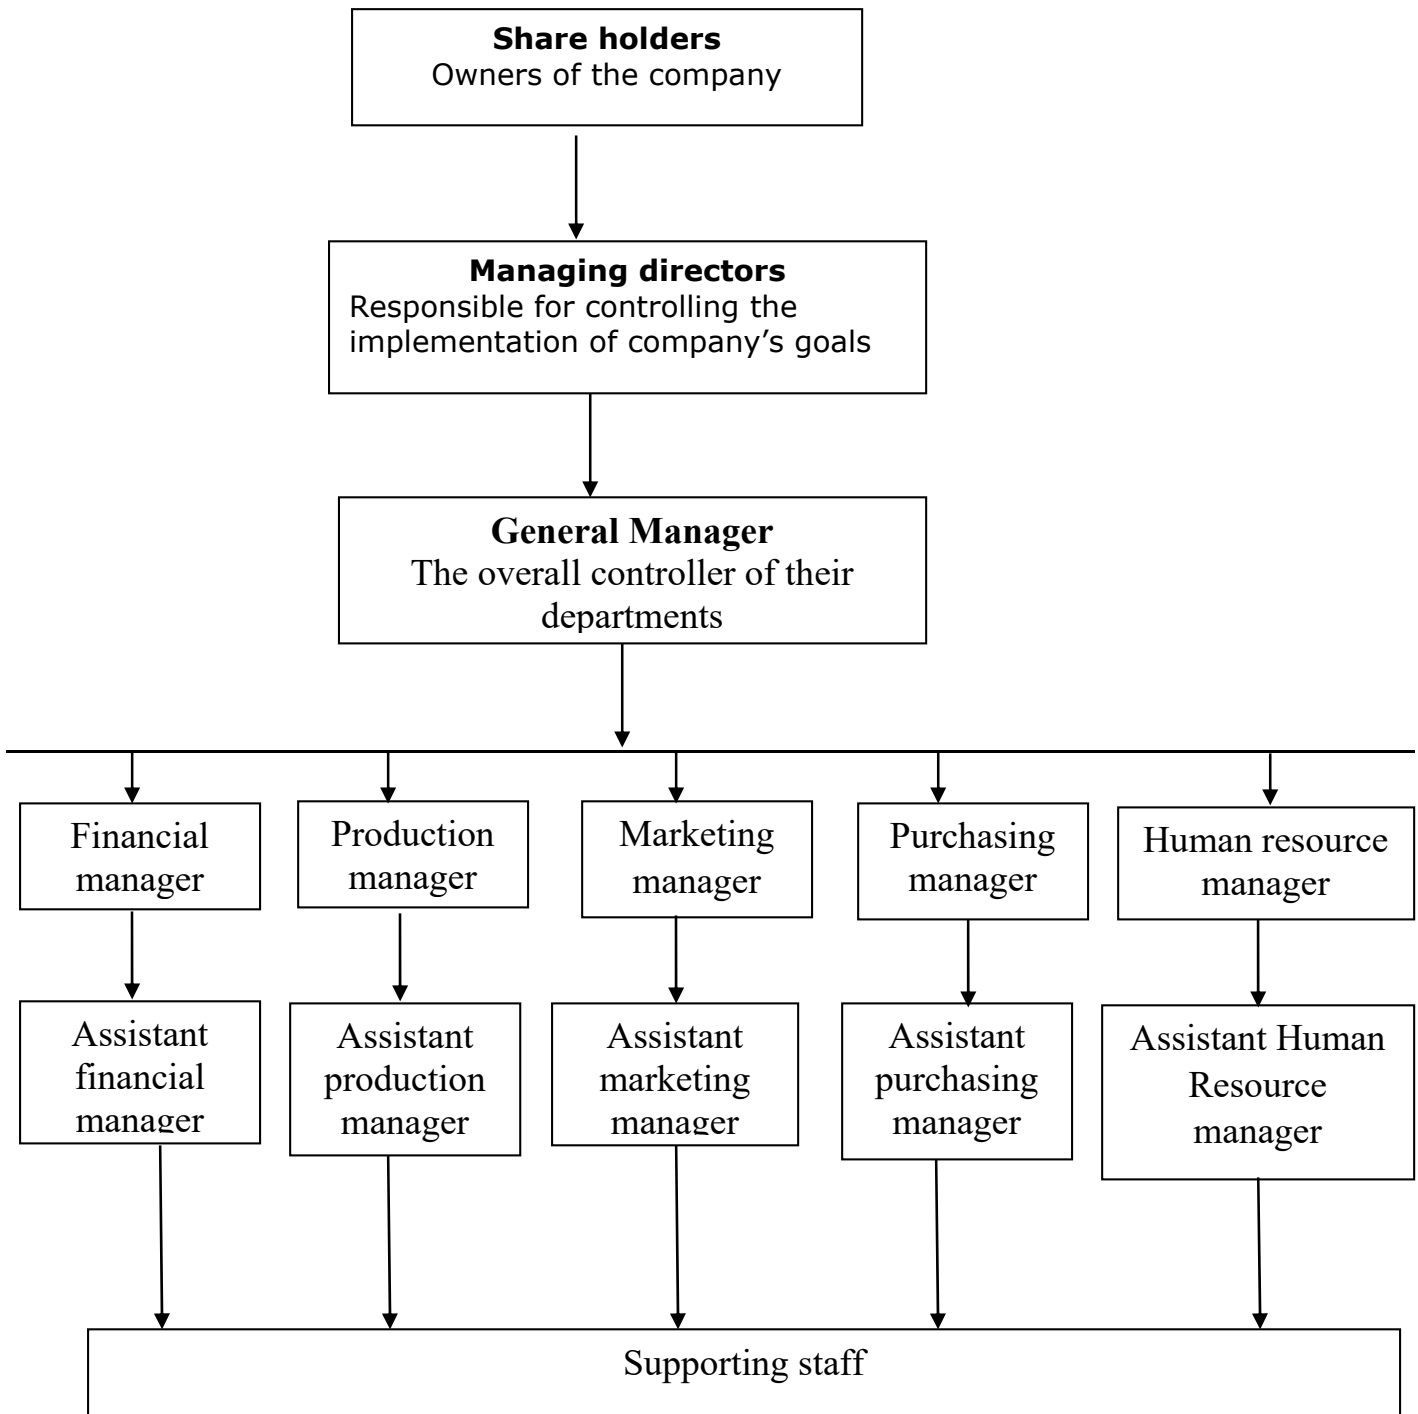 Share holders
Owners of the company
Managing directors
Responsible for controlling the
implementation of company’s goals
General Manager
The overall controller of their
departments
Financial
manager
Production
manager
Marketing
manager
Purchasing
manager
Human resource
manager
Assistant
financial
manager
Assistant
production
manager
Assistant
marketing
manager
Assistant
purchasing
manager
Assistant Human
Resource
manager
Supporting staff